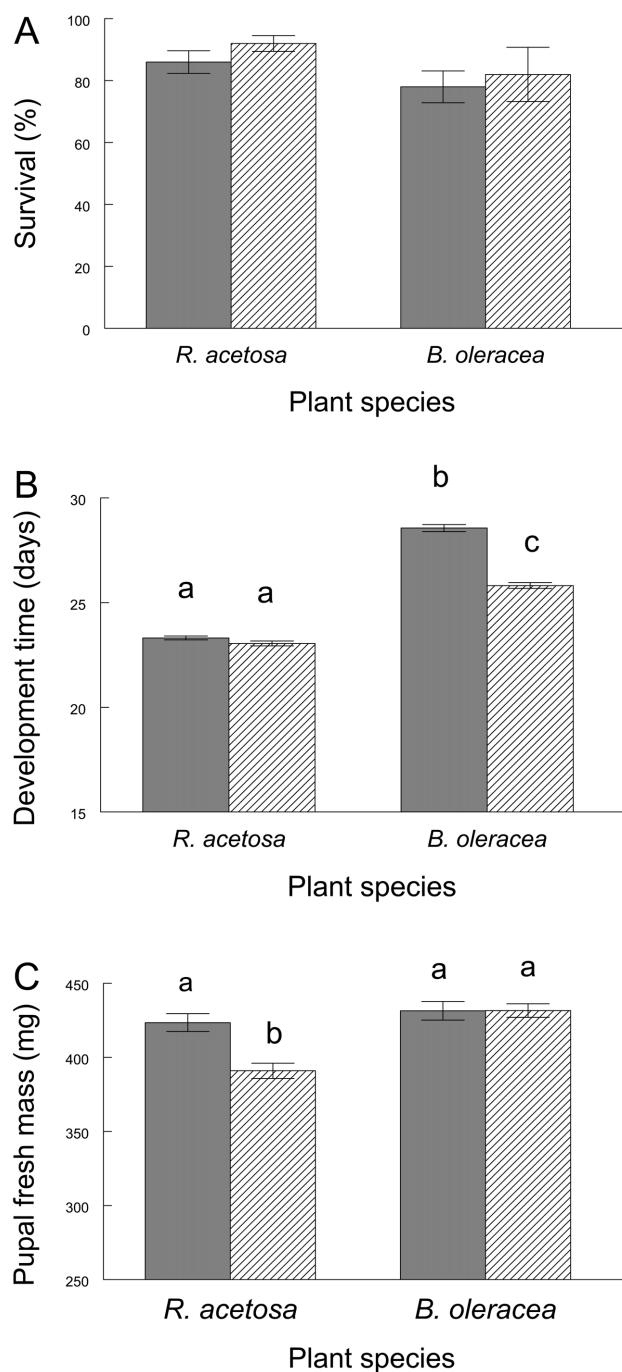 A
Survival (%)
100
80
60
40
20
0
R. acetosa B. oleracea
Plant species
B
Development time (days)
30
25
20
15
a a b c
R. acetosa B. oleracea
Plant species
C
Pupal fresh mass (mg)
450
400
350
300
250
a b a a
R. acetosa B. oleracea
Plant species